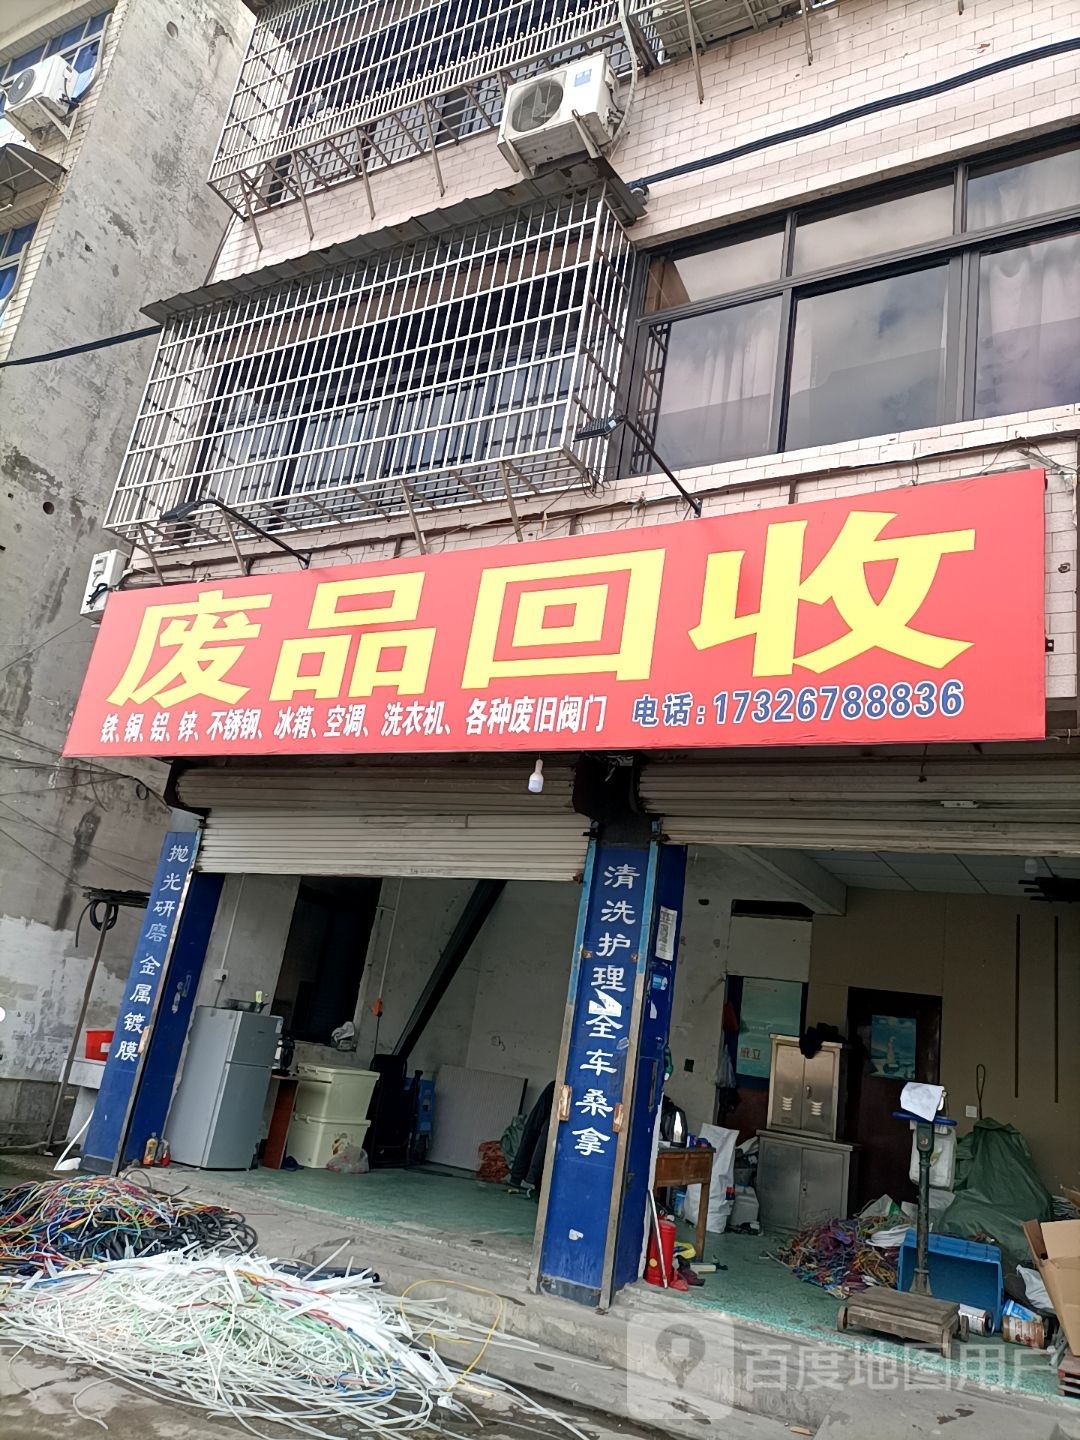 废品回收
铁、铜、铝、锌、不锈钢、冰箱、空调、洗衣机、各种废旧阀门 电话:17326788836
抛光研磨 金属镀膜
清洗护理 全车桑拿
百度地图用户